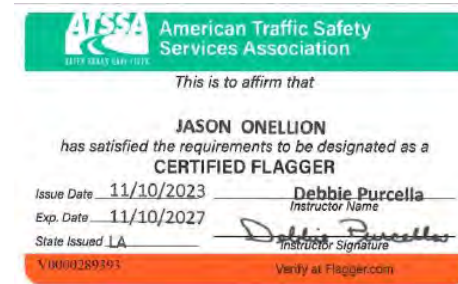 ATSSA
American Traffic Safety
Services Association
SAFER ROADS SAVE LIVES
This is to affirm that
JASON ONELLION
has satisfied the requirements to be designated as a
CERTIFIED FLAGGER
Issue Date 11/10/2023 Debbie Purcella
Instructor Name
Exp. Date 11/10/2027
Debbie Purcella
State Issued LA Instructor Signature
V0000289393 Verify at Flagger.com